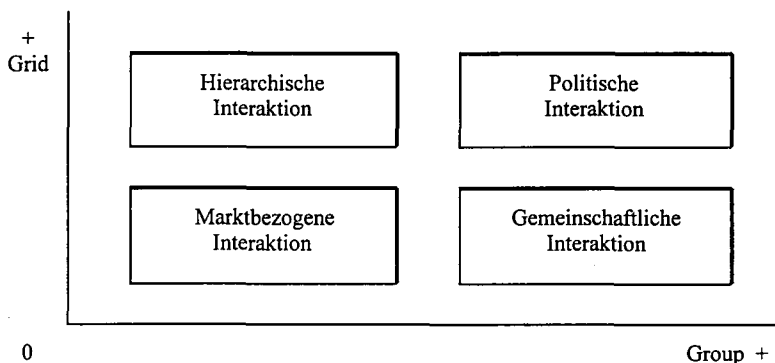 +
Grid
Hierarchische
Interaktion
Politische
Interaktion
Marktbezogene
Interaktion
Gemeinschaftliche
Interaktion
0
Group +